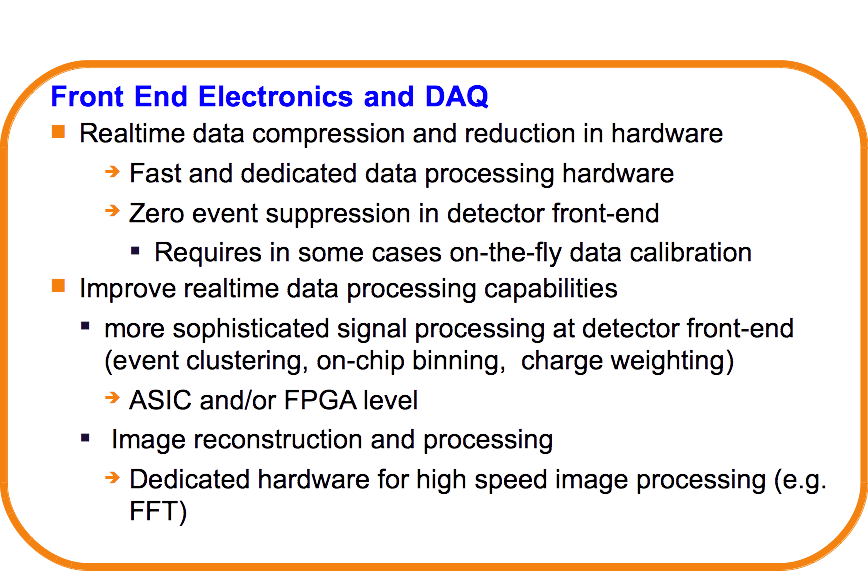 Front End Electronics and DAQ
Realtime data compression and reduction in hardware
Fast and dedicated data processing hardware
Zero event suppression in detector front-end
Requires in some cases on-the-fly data calibration
Improve realtime data processing capabilities
more sophisticated signal processing at detector front-end
(event clustering, on-chip binning, charge weighting)
ASIC and/or FPGA level
Image reconstruction and processing
Dedicated hardware for high speed image processing (e.g.
FFT)